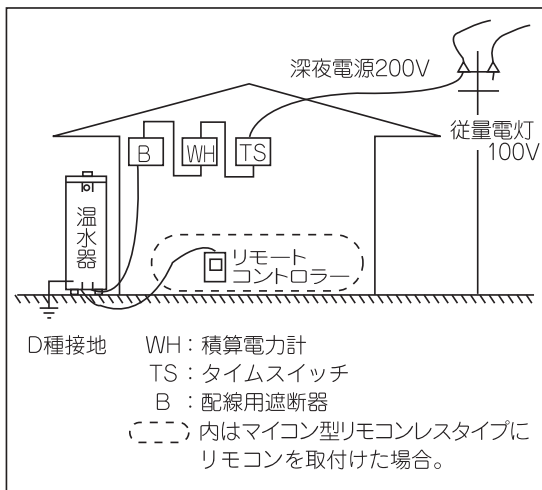 深夜電源200V
従量電灯
100V
B
WH
TS
温水器
リモート
コントローラー
D種接地
WH：積算電力計
TS：タイムスイッチ
B：配線用遮断器
内はマイコン型リモコンレスタイプに
リモコンを取付けた場合。